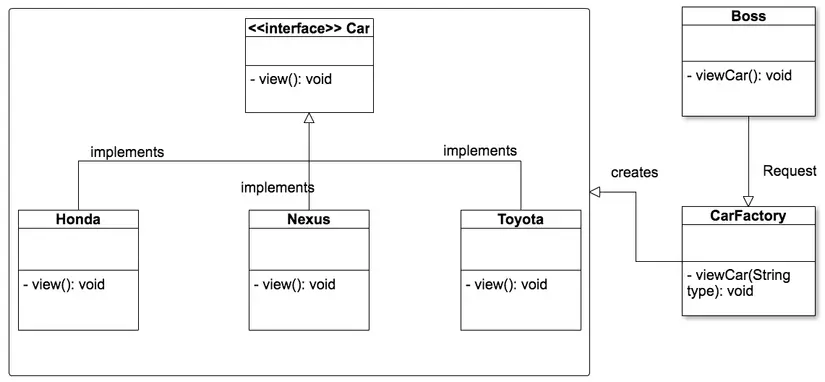 <<interface>> Car
- view(): void
Boss
- viewCar(): void
implements
implements
implements
creates
Request
Honda
- view(): void
Nexus
- view(): void
Toyota
- view(): void
CarFactory
- viewCar(String
type): void